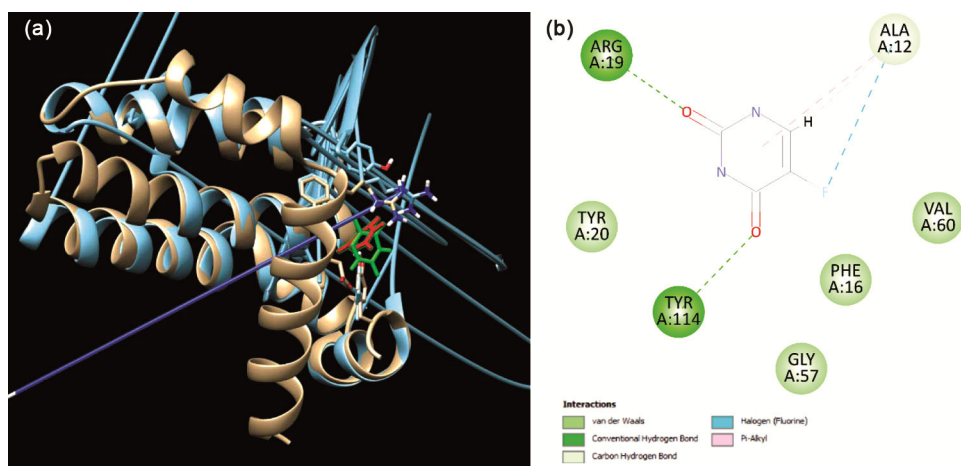 (a)
(b)
ARG
A:19
ALA
A:12
O
N
H
N
F
O
TYR
A:20
VAL
A:60
PHE
A:16
TYR
A:114
GLY
A:57
Interactions
van der Waals
Conventional Hydrogen Bond
Carbon Hydrogen Bond
Halogen (Fluorine)
Pi-Alkyl